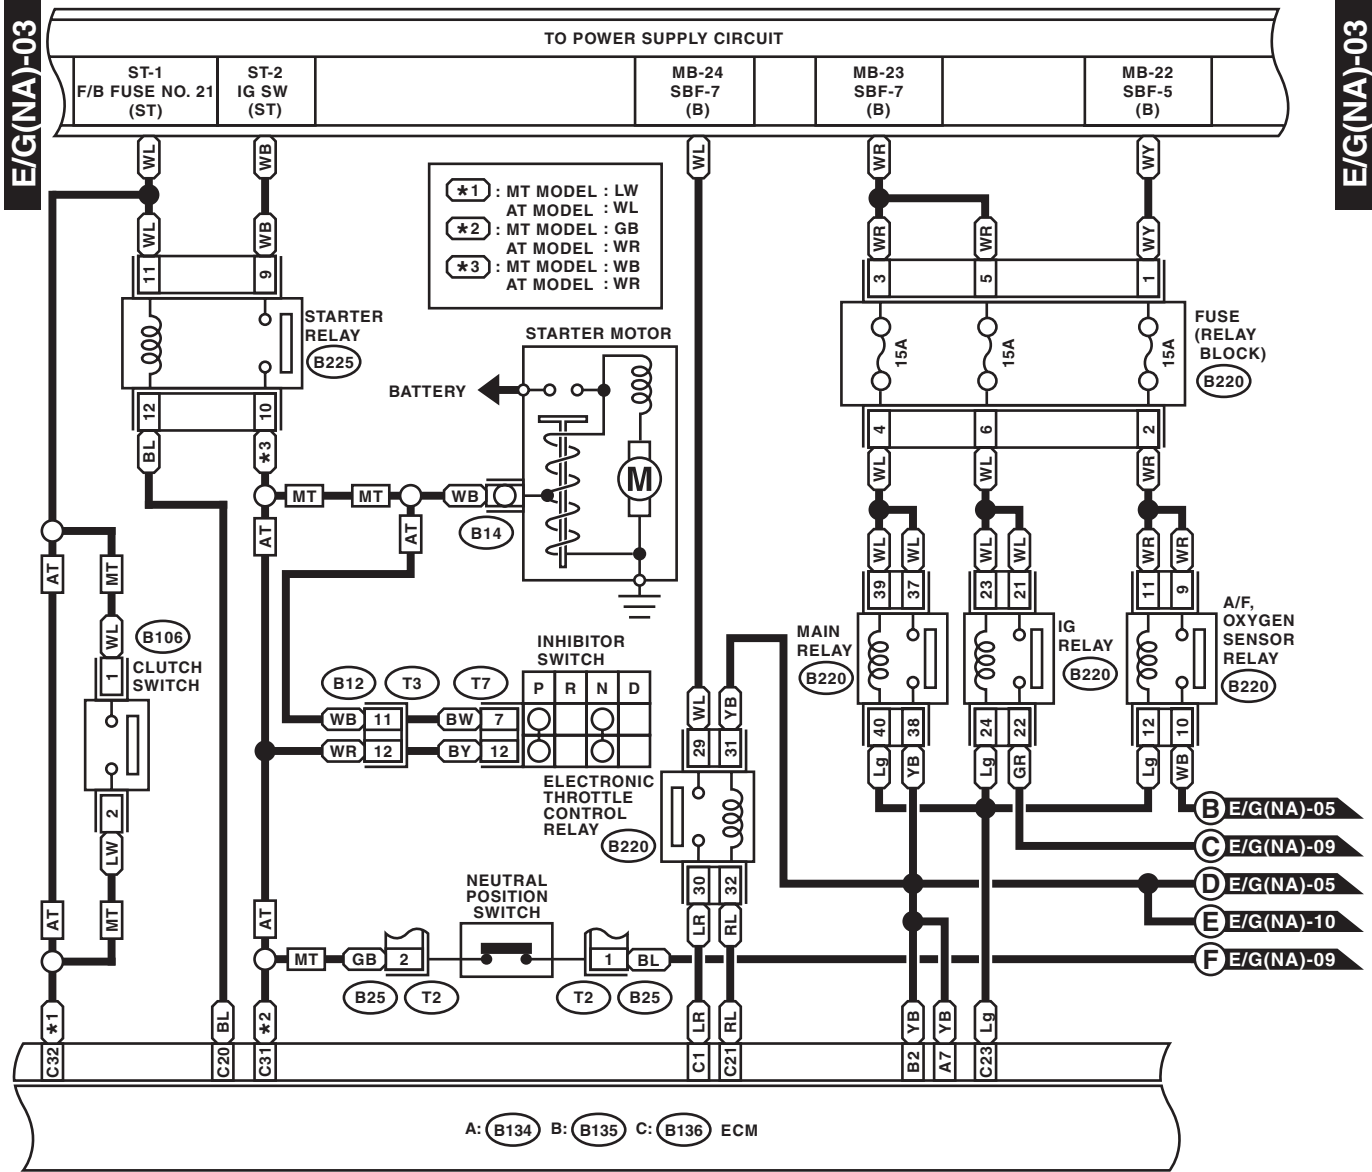 E/G(NA)-03
E/G(NA)-03
TO POWER SUPPLY CIRCUIT
ST-1
F/B FUSE NO. 21
(ST)
ST-2
IG SW
(ST)
MB-24
SBF-7
(B)
MB-23
SBF-7
(B)
MB-22
SBF-5
(B)
WL
WB
WL
WR
WY
*1 : MT MODEL : LW
AT MODEL : WL
*2 : MT MODEL : GB
AT MODEL : WR
*3 : MT MODEL : WB
AT MODEL : WR
WL
WB
WR
WR
WY
11
9
3
5
1
STARTER
RELAY
B225
STARTER MOTOR
BATTERY
M
15A
15A
15A
FUSE
(RELAY
BLOCK)
B220
12
10
4
6
2
BL
*3
WL
WL
WR
MT
MT
WB
B14
AT
AT
AT
MT
WL
WL
WL
WL
WR
WR
39
37
23
21
11
9
WL
B106
1
CLUTCH
SWITCH
2
LW
MAIN
RELAY
B220
IG
RELAY
B220
A/F,
OXYGEN
SENSOR
RELAY
B220
INHIBITOR
SWITCH
P
R
N
D
B12
T3
T7
WB
11
BW
7
WR
12
BY
12
WL
YB
29
31
40
38
24
22
12
10
Lg
YB
Lg
GR
Lg
WB
ELECTRONIC
THROTTLE
CONTROL
RELAY
B220
30
32
LR
RL
B E/G(NA)-05
C E/G(NA)-09
D E/G(NA)-05
E E/G(NA)-10
F E/G(NA)-09
NEUTRAL
POSITION
SWITCH
AT
MT
AT
MT
GB
2
1
BL
B25
T2
T2
B25
*1
BL
*2
LR
RL
YB
YB
Lg
C32
C20
C31
C1
C21
B2
A7
C23
A: B134 B: B135 C: B136 ECM